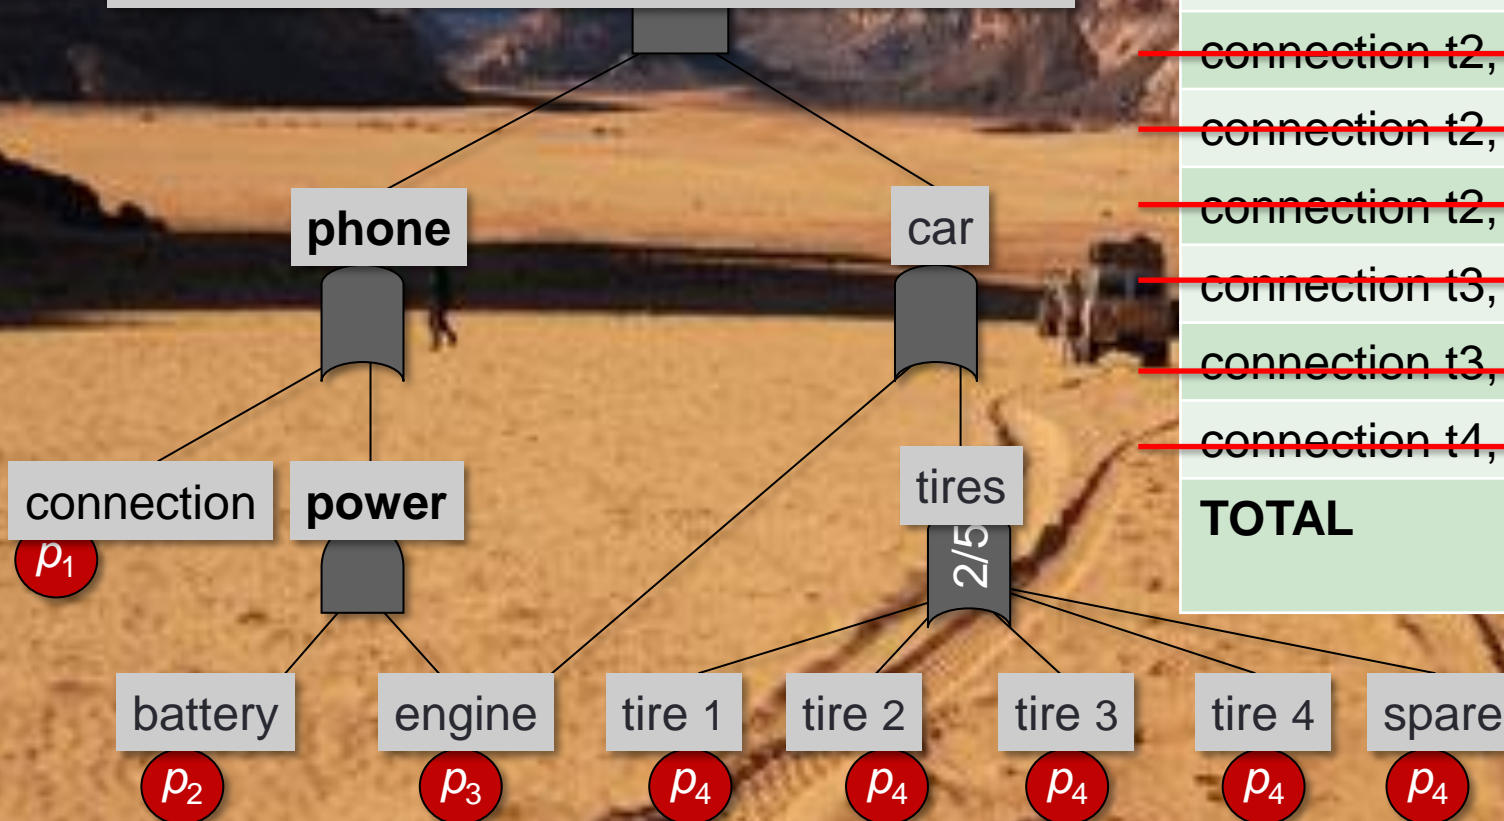 connection t2,
connection t2,
connection t2,
connection t3,
connection t3,
connection t4,
TOTAL
phone
car
connection
power
tires
2/5
p1
battery
engine
tire 1
tire 2
tire 3
tire 4
spare
p2
p3
p4
p4
p4
p4
p4